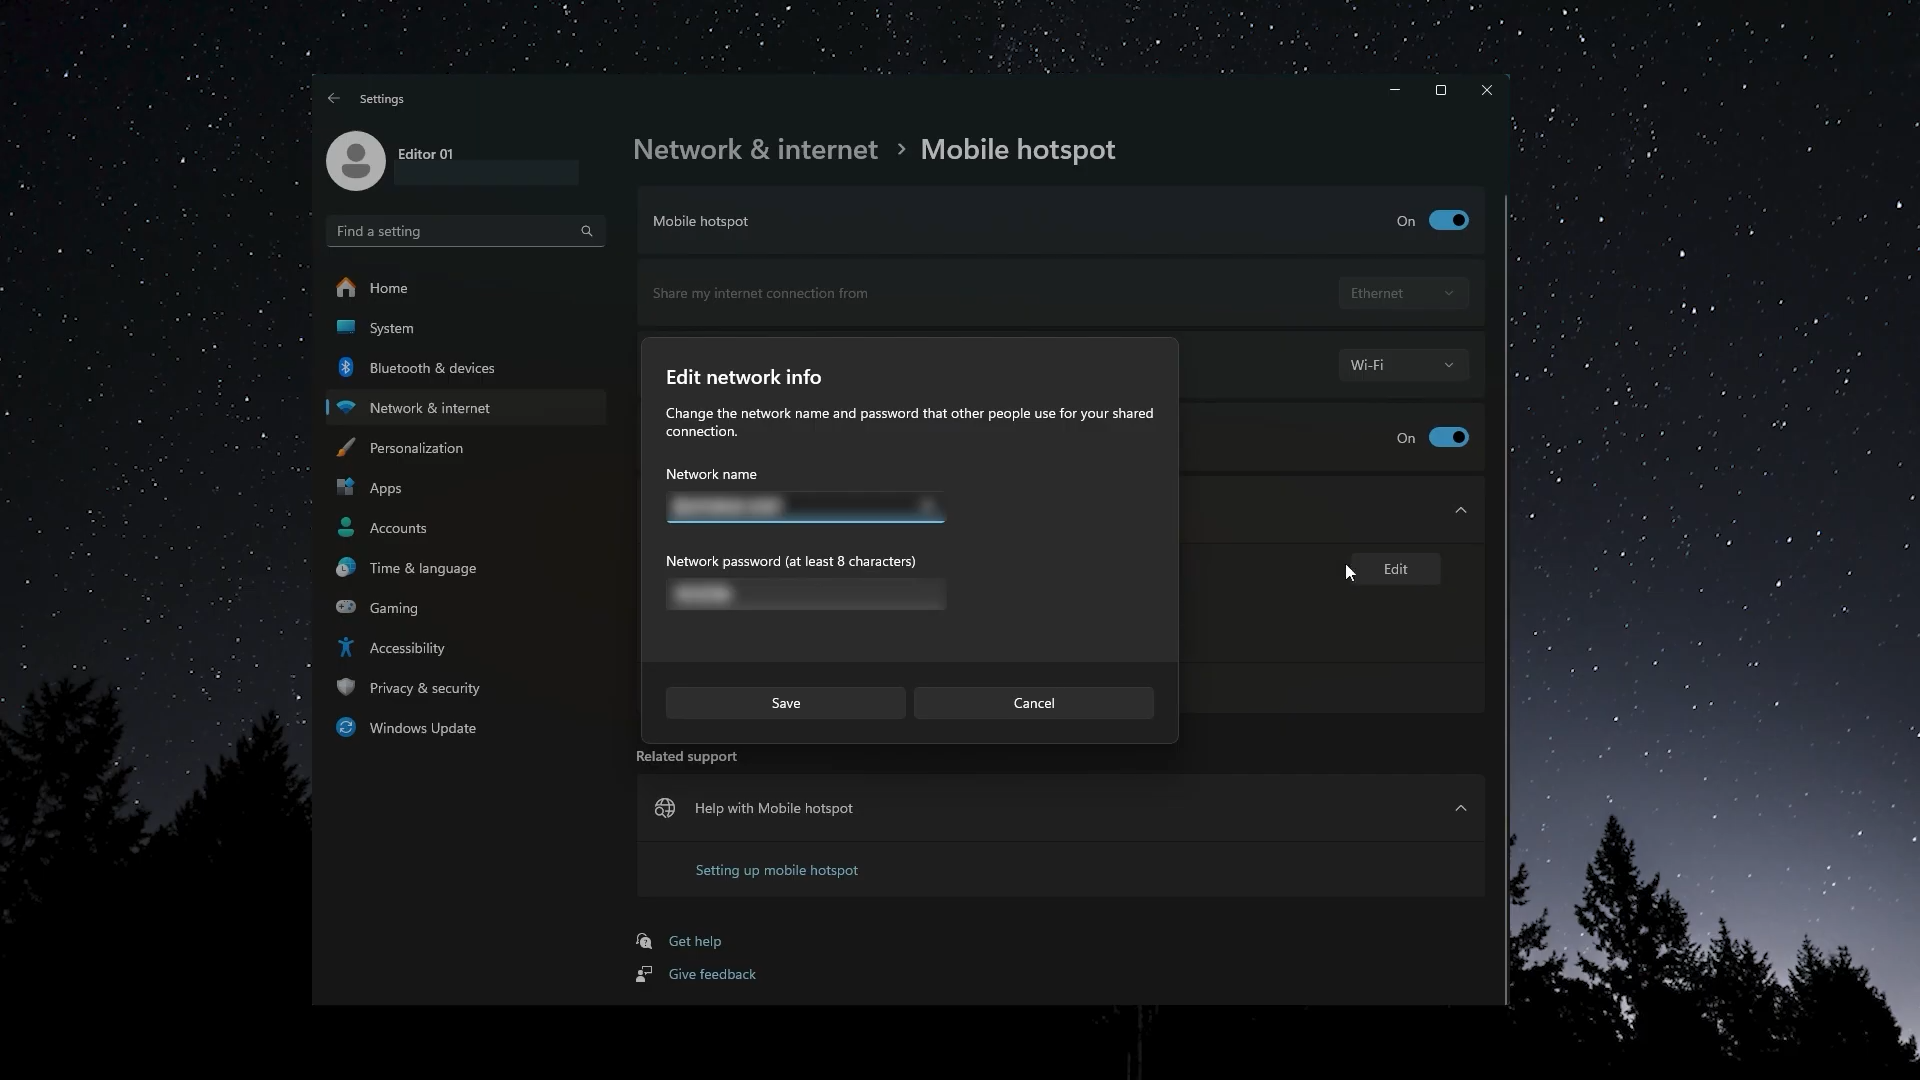 Settings
Editor 01
Find a setting
Home
System
Bluetooth & devices
Network & internet
Personalization
Apps
Accounts
Time & language
Gaming
Accessibility
Privacy & security
Windows Update
Network & internet > Mobile hotspot
Mobile hotspot On
Share my internet connection from Ethernet
Wi-Fi
On
Edit
Edit network info
Change the network name and password that other people use for your shared
connection.
Network name
Network password (at least 8 characters)
Save Cancel
Related support
Help with Mobile hotspot
Setting up mobile hotspot
Get help
Give feedback